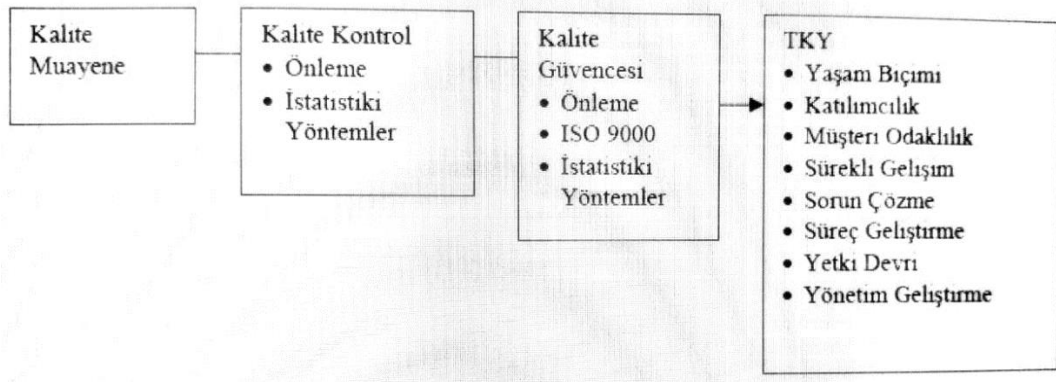 Kalite
Muayene
Kalite Kontrol
• Önleme
• İstatistiki
Yöntemler
Kalite
Güvencesi
• Önleme
• ISO 9000
• İstatistiki
Yöntemler
TKY
• Yaşam Biçimi
• Katılımcılık
• Müşteri Odaklılık
• Sürekli Gelişim
• Sorun Çözme
• Süreç Geliştirme
• Yetki Devri
• Yönetim Geliştirme